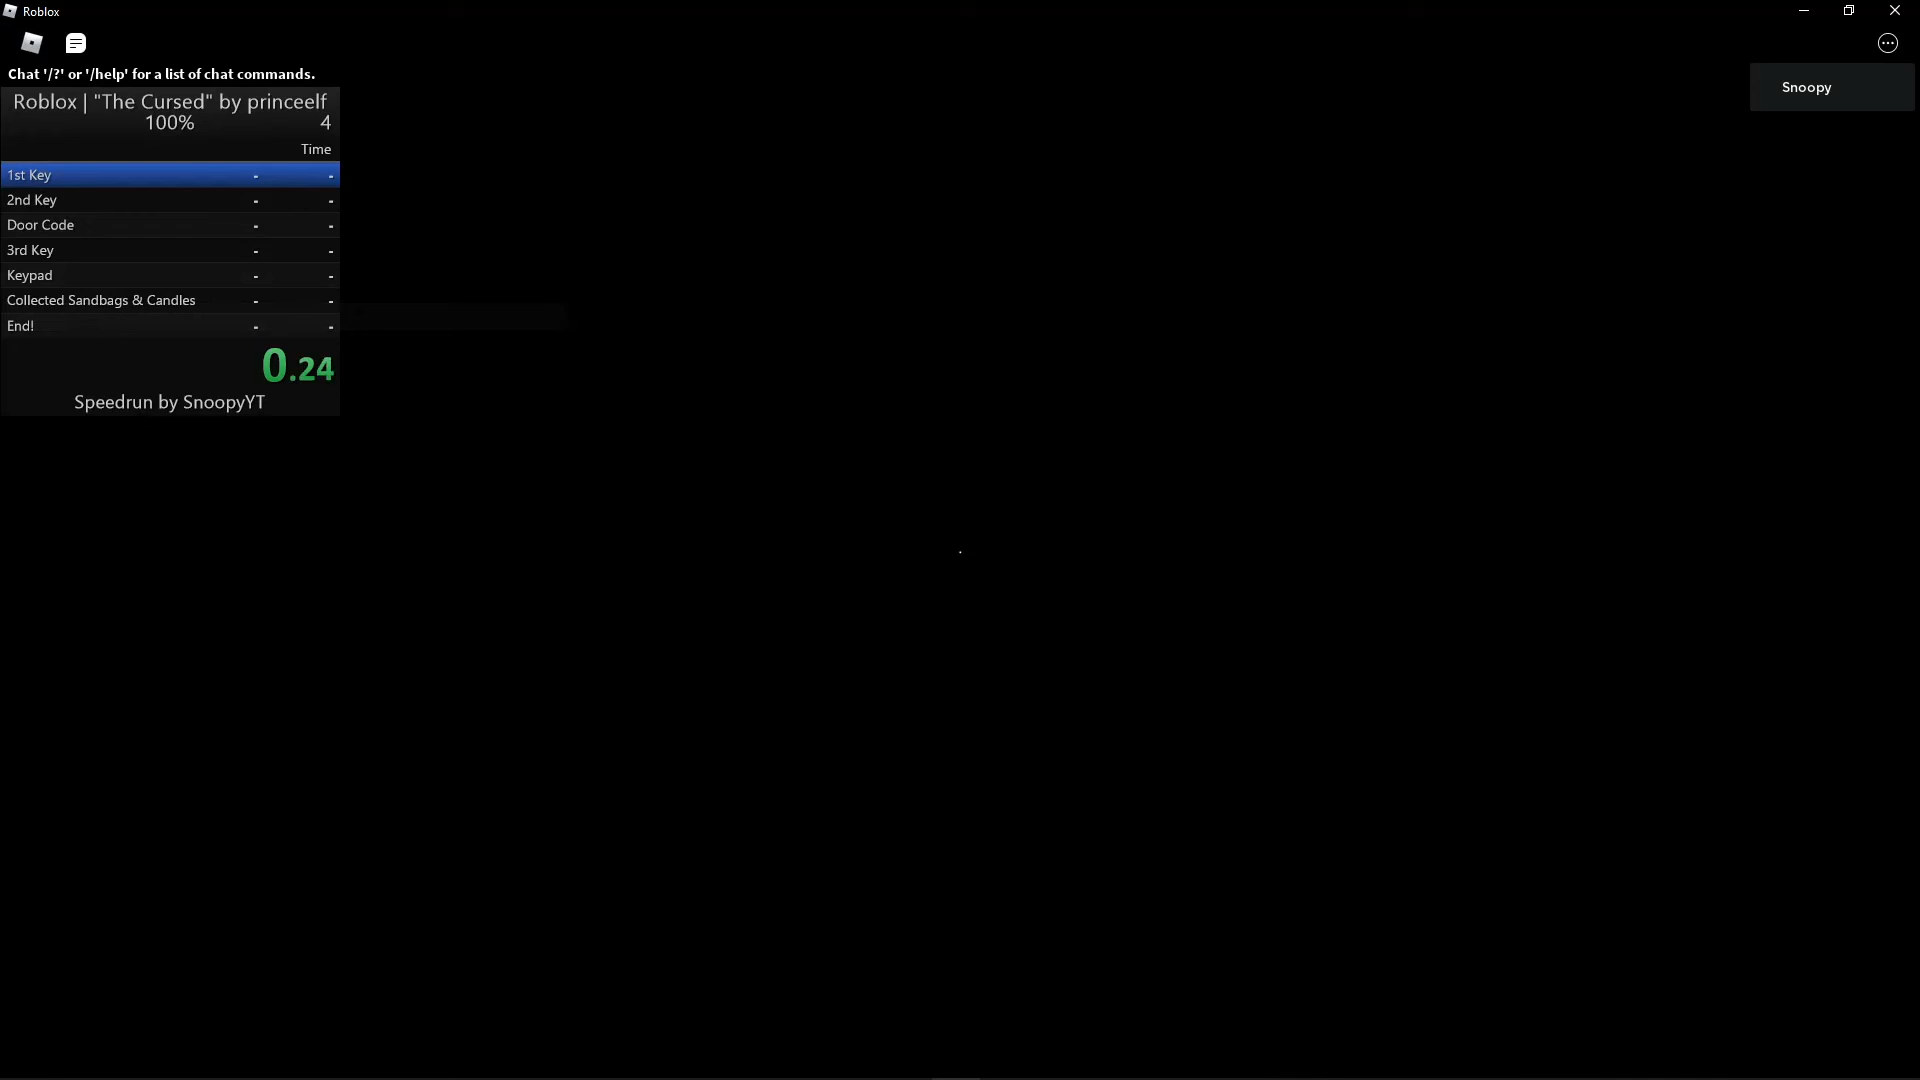 Roblox
Chat '/?' or '/help' for a list of chat commands.
Snoopy
Roblox | "The Cursed" by princeelf
100% 4
Time
1st Key - -
2nd Key - -
Door Code - -
3rd Key - -
Keypad - -
Collected Sandbags & Candles - -
End! - -
0.24
Speedrun by SnoopyYT